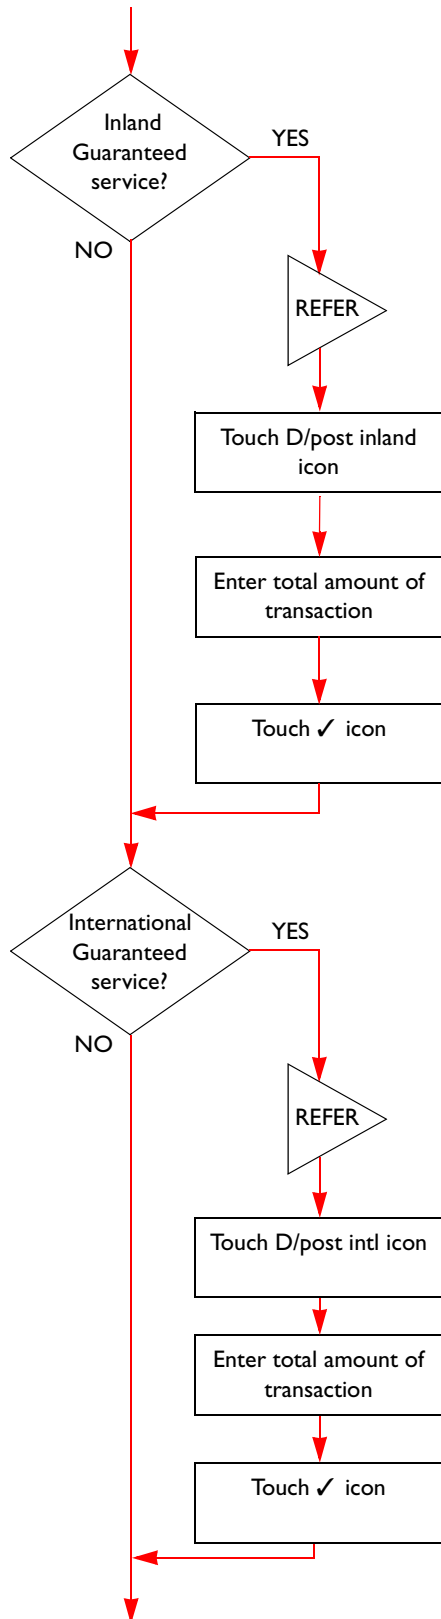 Inland
Guaranteed
service?
YES
NO
REFER
Touch D/post inland
icon
Enter total amount of
transaction
Touch ✓ icon
International
Guaranteed
service?
YES
NO
REFER
Touch D/post intl icon
Enter total amount of
transaction
Touch ✓ icon